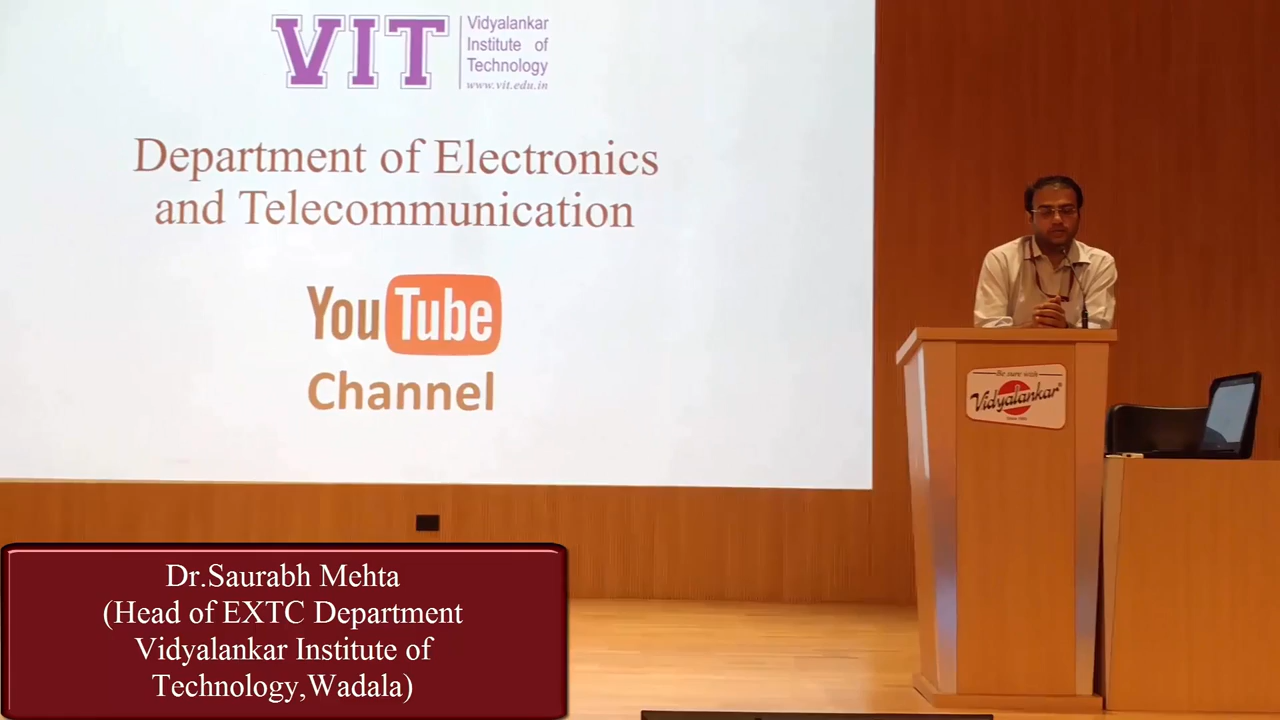 VIT
Vidyalankar
Institute of
Technology
www.vit.edu.in
Department of Electronics
and Telecommunication
YouTube
Channel
Be sure with
Vidyalankar
Dr.Saurabh Mehta
(Head of EXTC Department
Vidyalankar Institute of
Technology,Wadala)